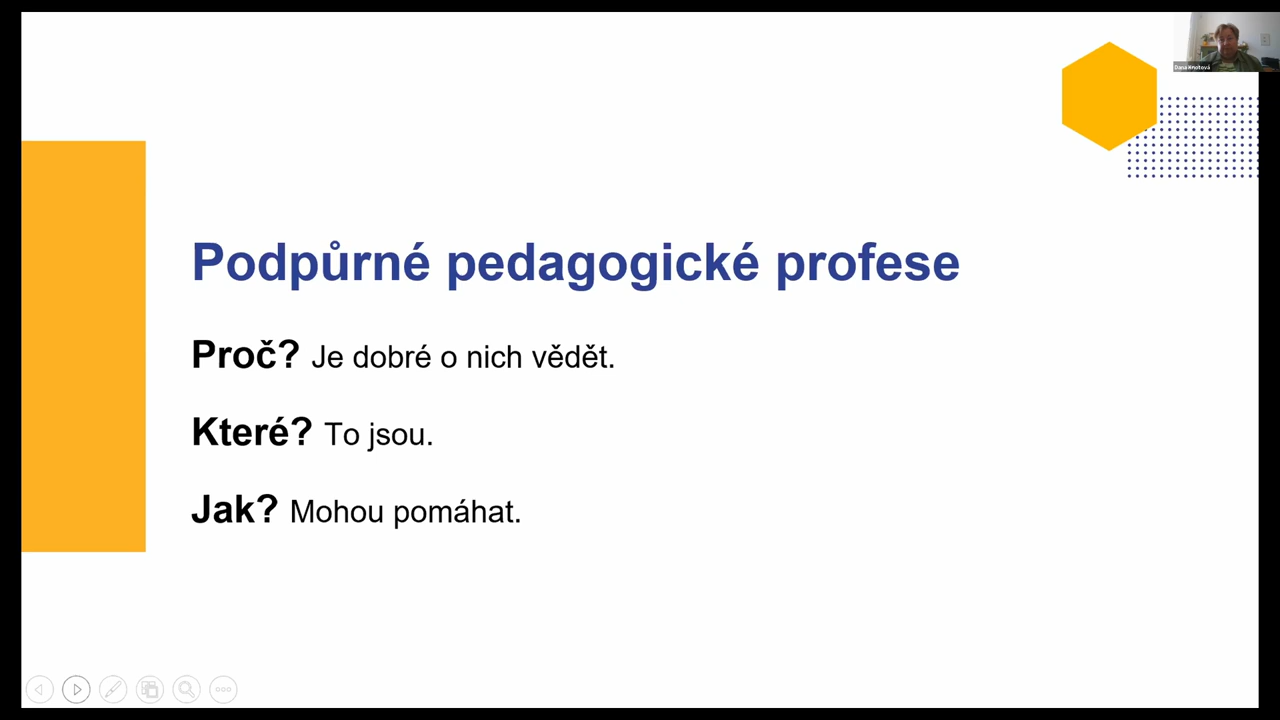 Podpůrné pedagogické profese
Proč? Je dobré o nich vědět.
Které? To jsou.
Jak? Mohou pomáhat.